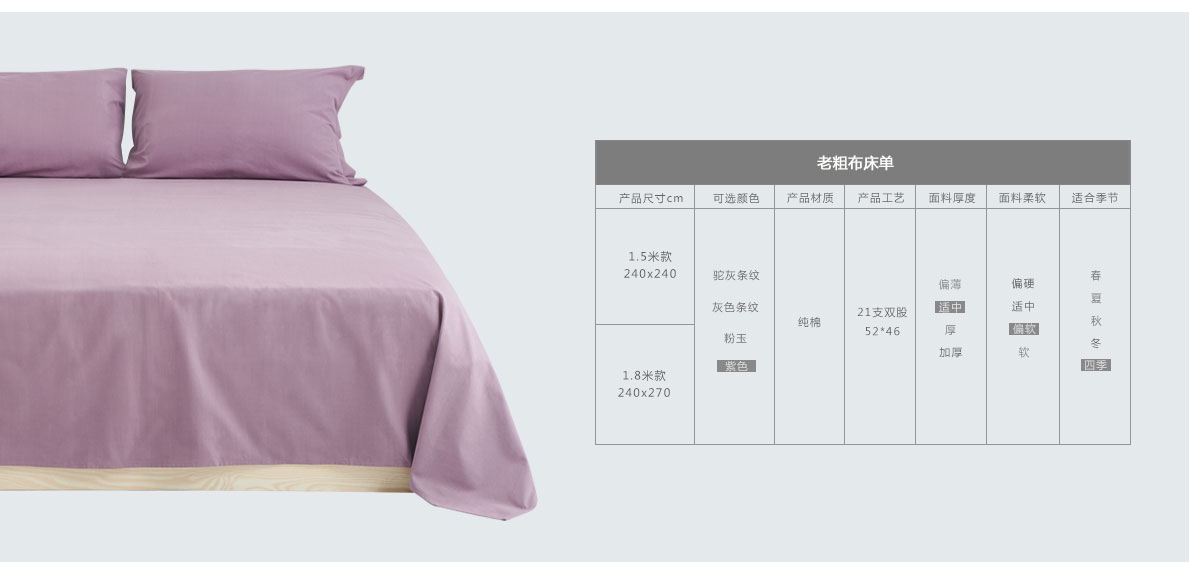 老粗布床单
产品尺寸cm 可选颜色 产品材质 产品工艺 面料厚度 面料柔软 适合季节
1.5米款
240x240
1.8米款
240x270
驼灰条纹
灰色条纹
粉玉
紫色
纯棉
21支双股
52*46
偏薄
适中
厚
加厚
偏硬
适中
偏软
软
春
夏
秋
冬
四季